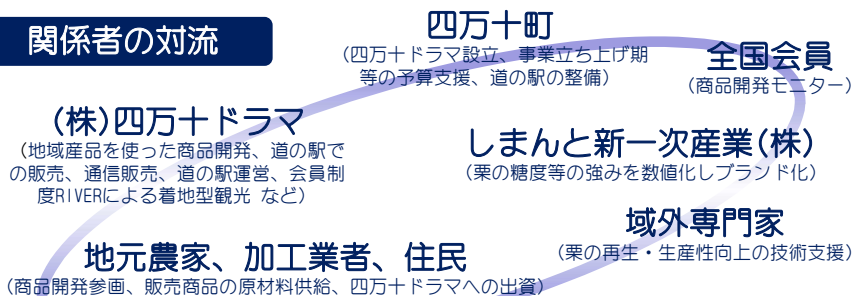 関係者の対流
四万十町
(四万十ドラマ設立、事業立ち上げ期
等の予算支援、道の駅の整備)
全国会員
(商品開発モニター)
(株)四万十ドラマ
(地域産品を使った商品開発、道の駅で
の販売、通信販売、道の駅運営、会員制
度RIVERによる着地型観光 など)
しまんと新一次産業(株)
(栗の糖度等の強みを数値化しブランド化)
域外専門家
(栗の再生・生産性向上の技術支援)
地元農家、加工業者、住民
(商品開発参画、販売商品の原材料供給、四万十ドラマへの出資)